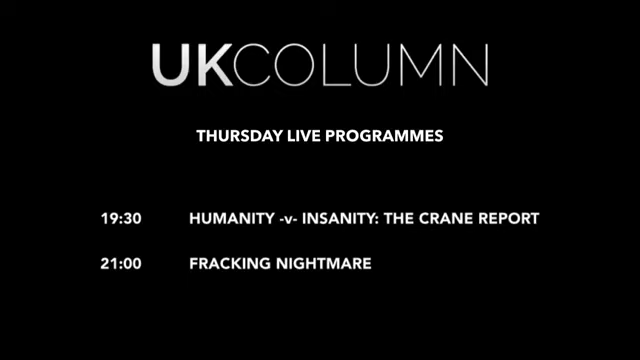 UKCOLUMN
THURSDAY LIVE PROGRAMMES
19:30 HUMANITY -v- INSANITY: THE CRANE REPORT
21:00 FRACKING NIGHTMARE